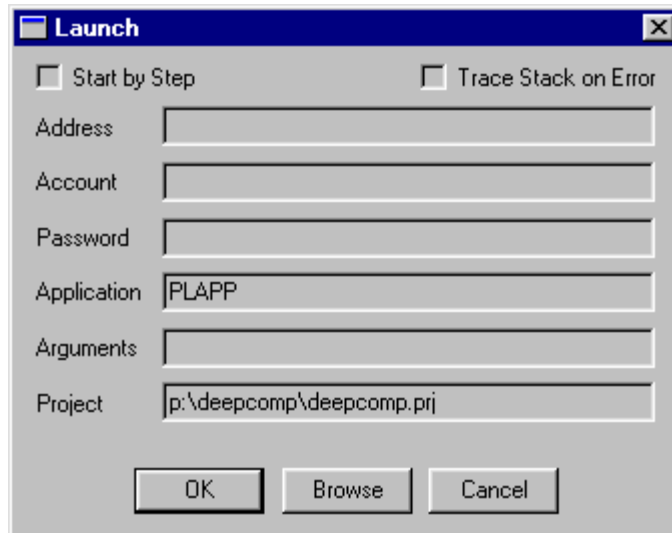 Launch
Start by Step Trace Stack on Error
Address
Account
Password
Application PLAPP
Arguments
Project p:\deepcomp\deepcomp.prj
OK Browse Cancel